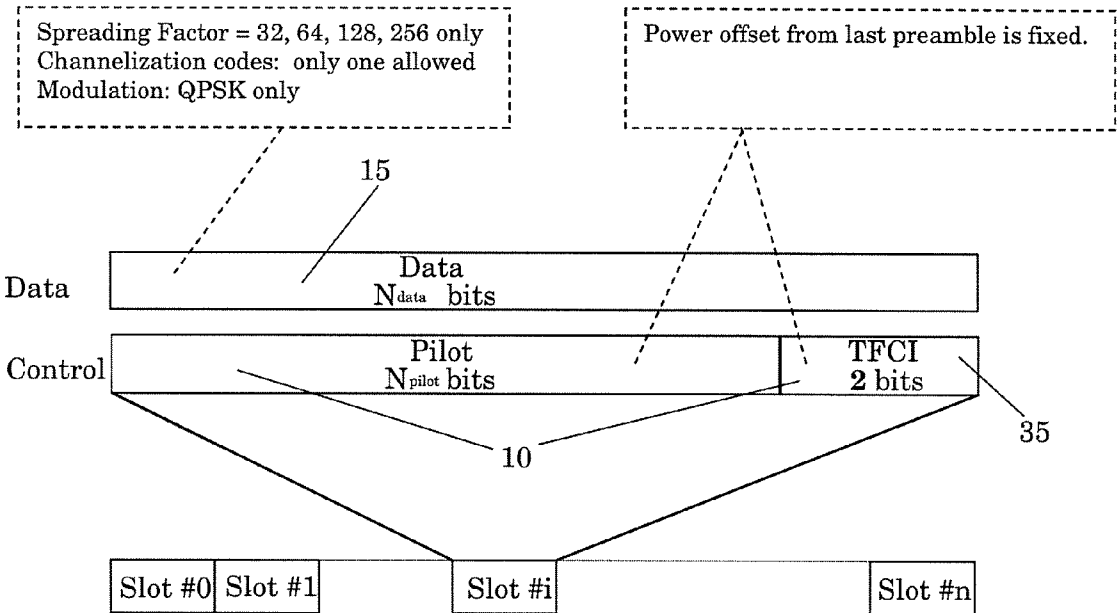 Spreading Factor = 32, 64, 128, 256 only
Channelization codes: only one allowed
Modulation: QPSK only
Power offset from last preamble is fixed.
15
Data
Data
Ndata bits
Control
Pilot
Npilot bits
TFCI
2 bits
10
35
Slot #0
Slot #1
Slot #i
Slot #n